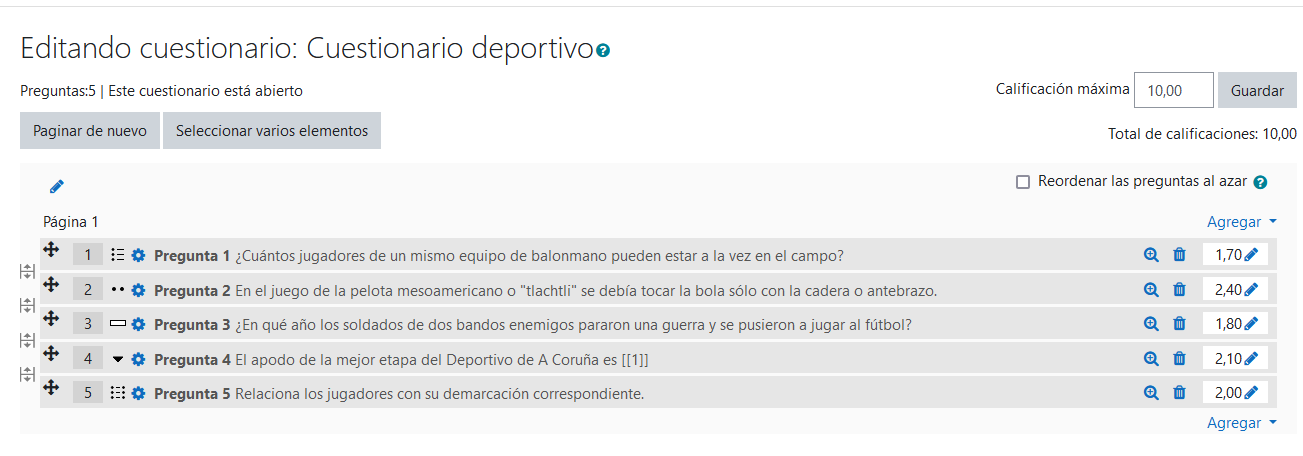 Editando cuestionario: Cuestionario deportivo
Preguntas:5 | Este cuestionario está abierto
Calificación máxima 10,00 Guardar
Paginar de nuevo Seleccionar varios elementos
Total de calificaciones: 10,00
Reordenar las preguntas al azar
Página 1 Agregar
1 Pregunta 1 ¿Cuántos jugadores de un mismo equipo de balonmano pueden estar a la vez en el campo? 1,70
2 Pregunta 2 En el juego de la pelota mesoamericano o "tlachtli" se debía tocar la bola sólo con la cadera o antebrazo. 2,40
3 Pregunta 3 ¿En qué año los soldados de dos bandos enemigos pararon una guerra y se pusieron a jugar al fútbol? 1,80
4 Pregunta 4 El apodo de la mejor etapa del Deportivo de A Coruña es [[1]] 2,10
5 Pregunta 5 Relaciona los jugadores con su demarcación correspondiente. 2,00
Agregar